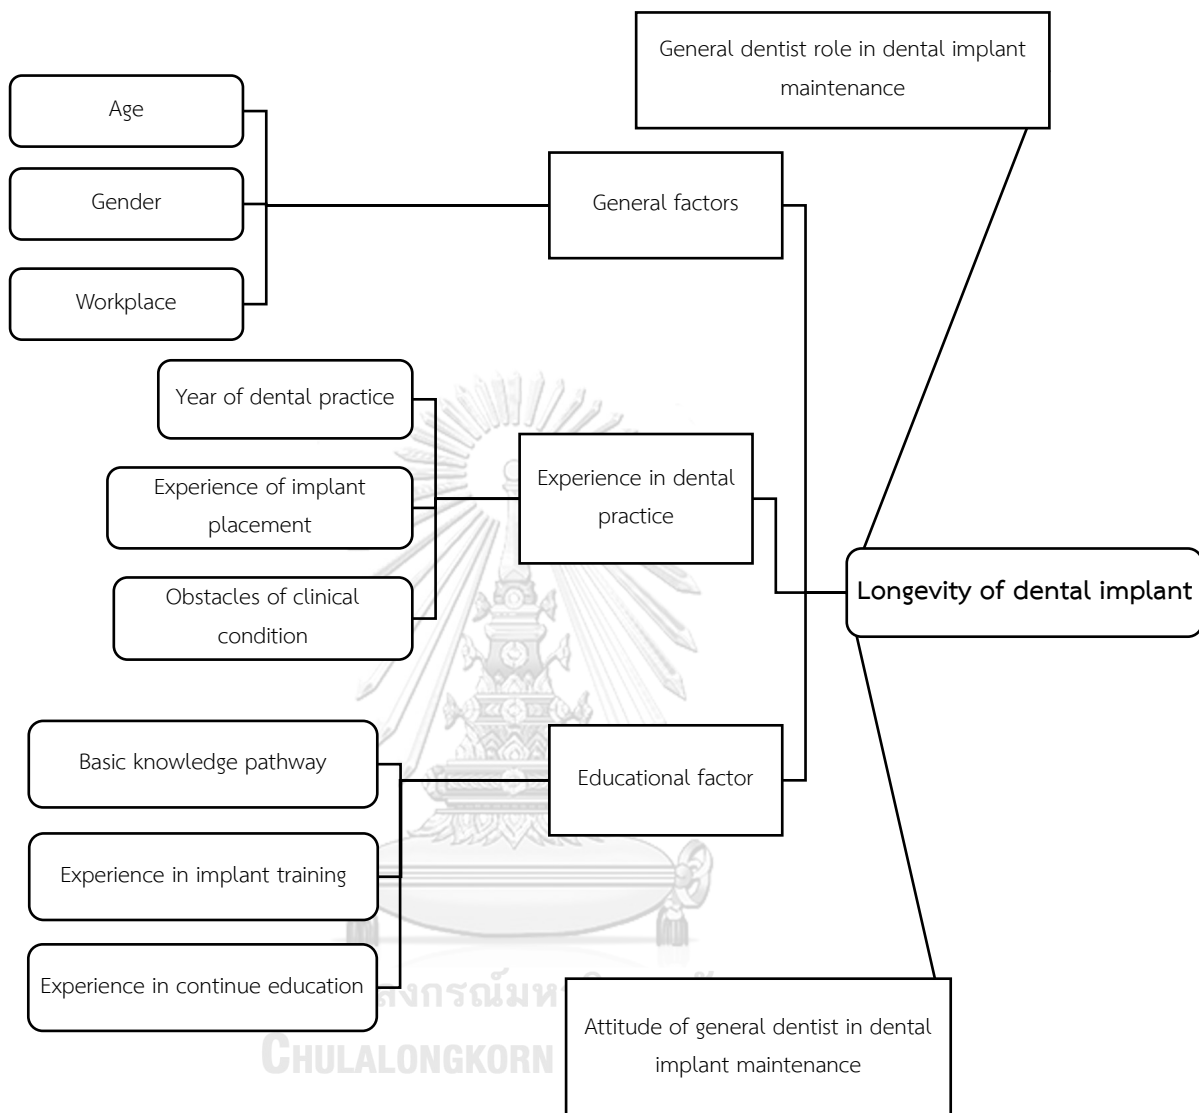 General dentist role in dental implant
maintenance
Age
Gender
Workplace
General factors
Year of dental practice
Experience of implant
placement
Obstacles of clinical
condition
Experience in dental
practice
Longevity of dental implant
Basic knowledge pathway
Experience in implant training
Experience in continue education
Educational factor
Attitude of general dentist in dental
implant maintenance
CHULALONGKORN